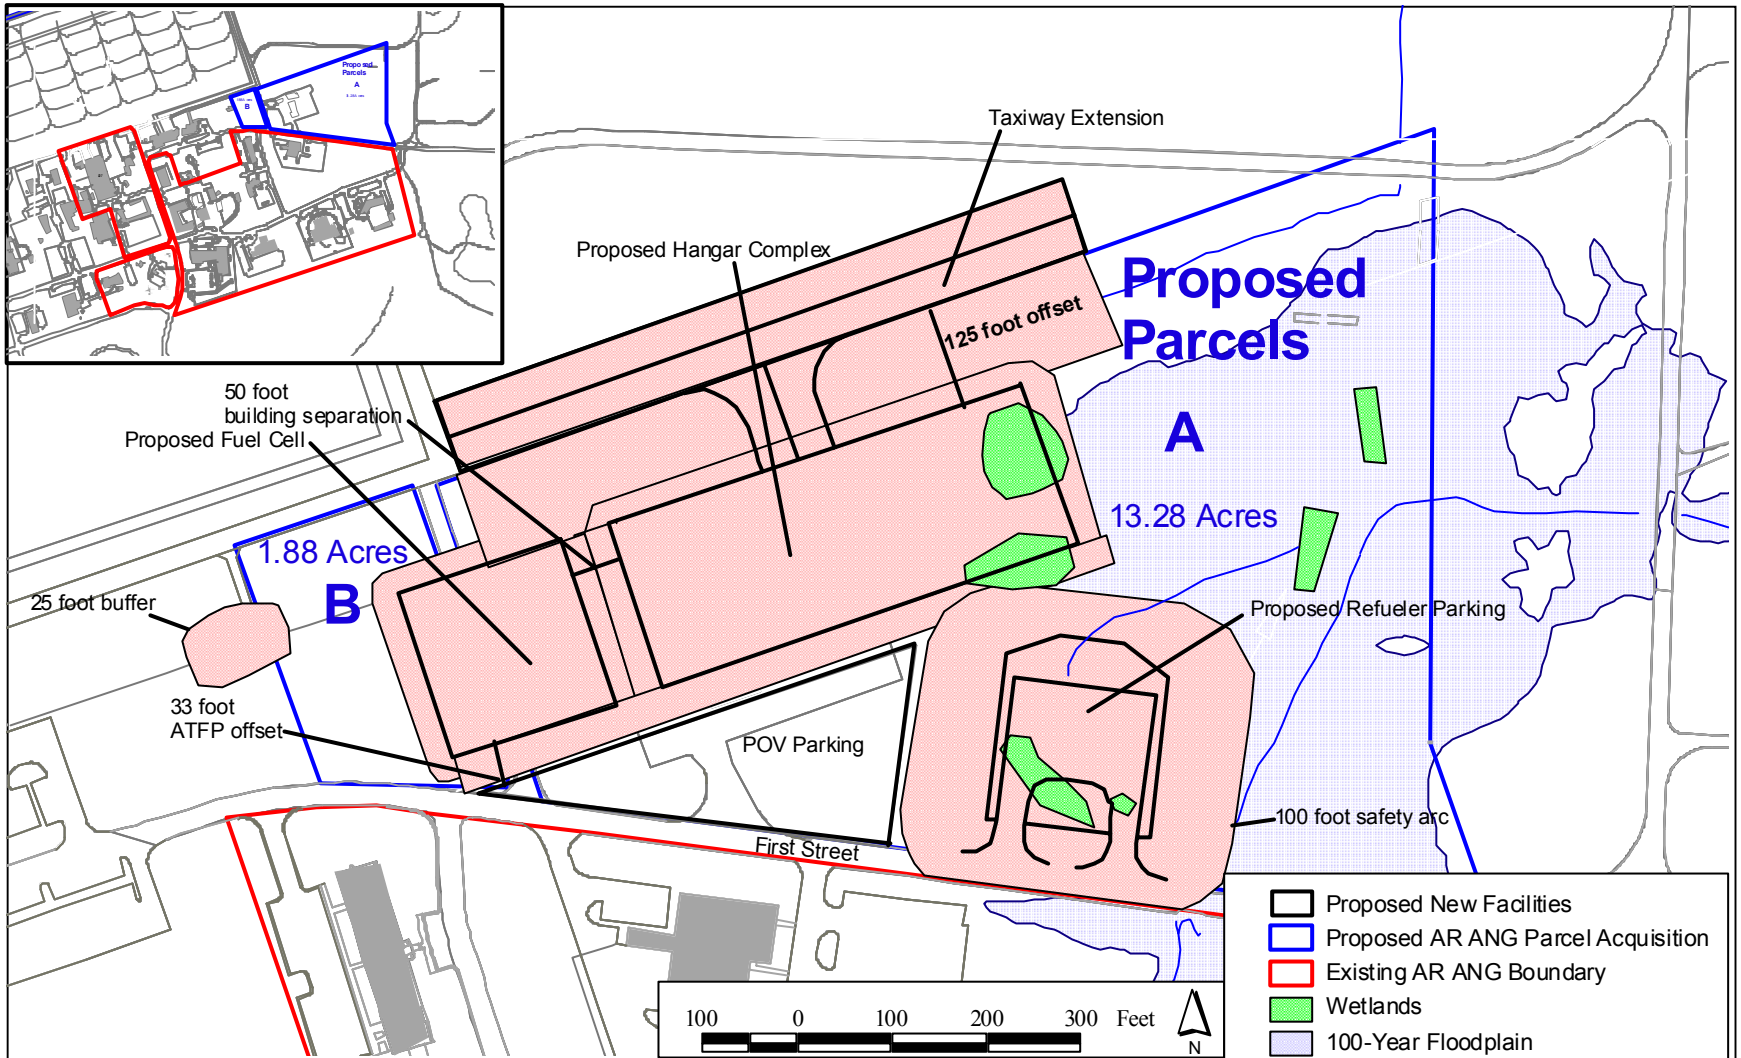 Proposed
Parcels
A
B
Taxiway Extension
Proposed Hangar Complex
Proposed
Parcels
125 foot offset
50 foot
building separation
Proposed Fuel Cell
A
13.28 Acres
1.88 Acres
B
25 foot buffer
Proposed Refueler Parking
33 foot
ATFP offset
POV Parking
100 foot safety arc
First Street
Proposed New Facilities
Proposed AR ANG Parcel Acquisition
Existing AR ANG Boundary
Wetlands
100-Year Floodplain
100 0 100 200 300 Feet
N